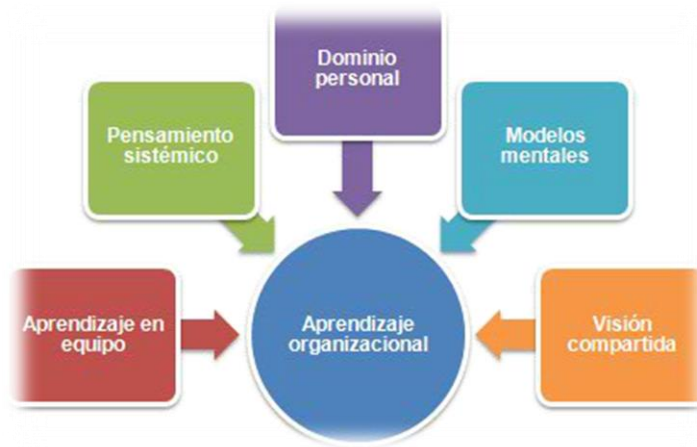 Dominio
personal
Pensamiento
sistémico
Modelos
mentales
Aprendizaje en
equipo
Aprendizaje
organizacional
Visión
compartida